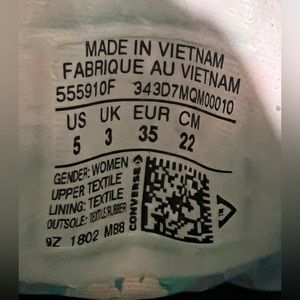 MADE IN VIETNAM
FABRIQUE AU VIETNAM
555910F 343D7MQM00010
US UK EUR CM
5 3 35 22
GENDER: WOMEN
UPPER: TEXTILE
LINING: TEXTILE
OUTSOLE: TEXTILE/RUBBER
9Z 1802 M88
CONVERSE